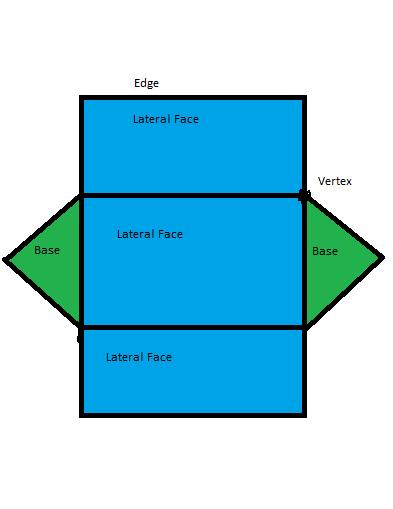 Edge
Lateral Face
Vertex
Lateral Face
Base
Base
Lateral Face